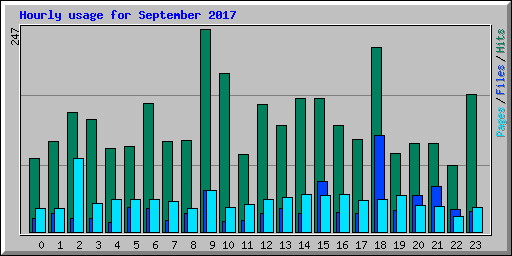 Hourly usage for September 2017
247
Pages/Files/Hits
0 1 2 3 4 5 6 7 8 9 10 11 12 13 14 15 16 17 18 20 21 22 23